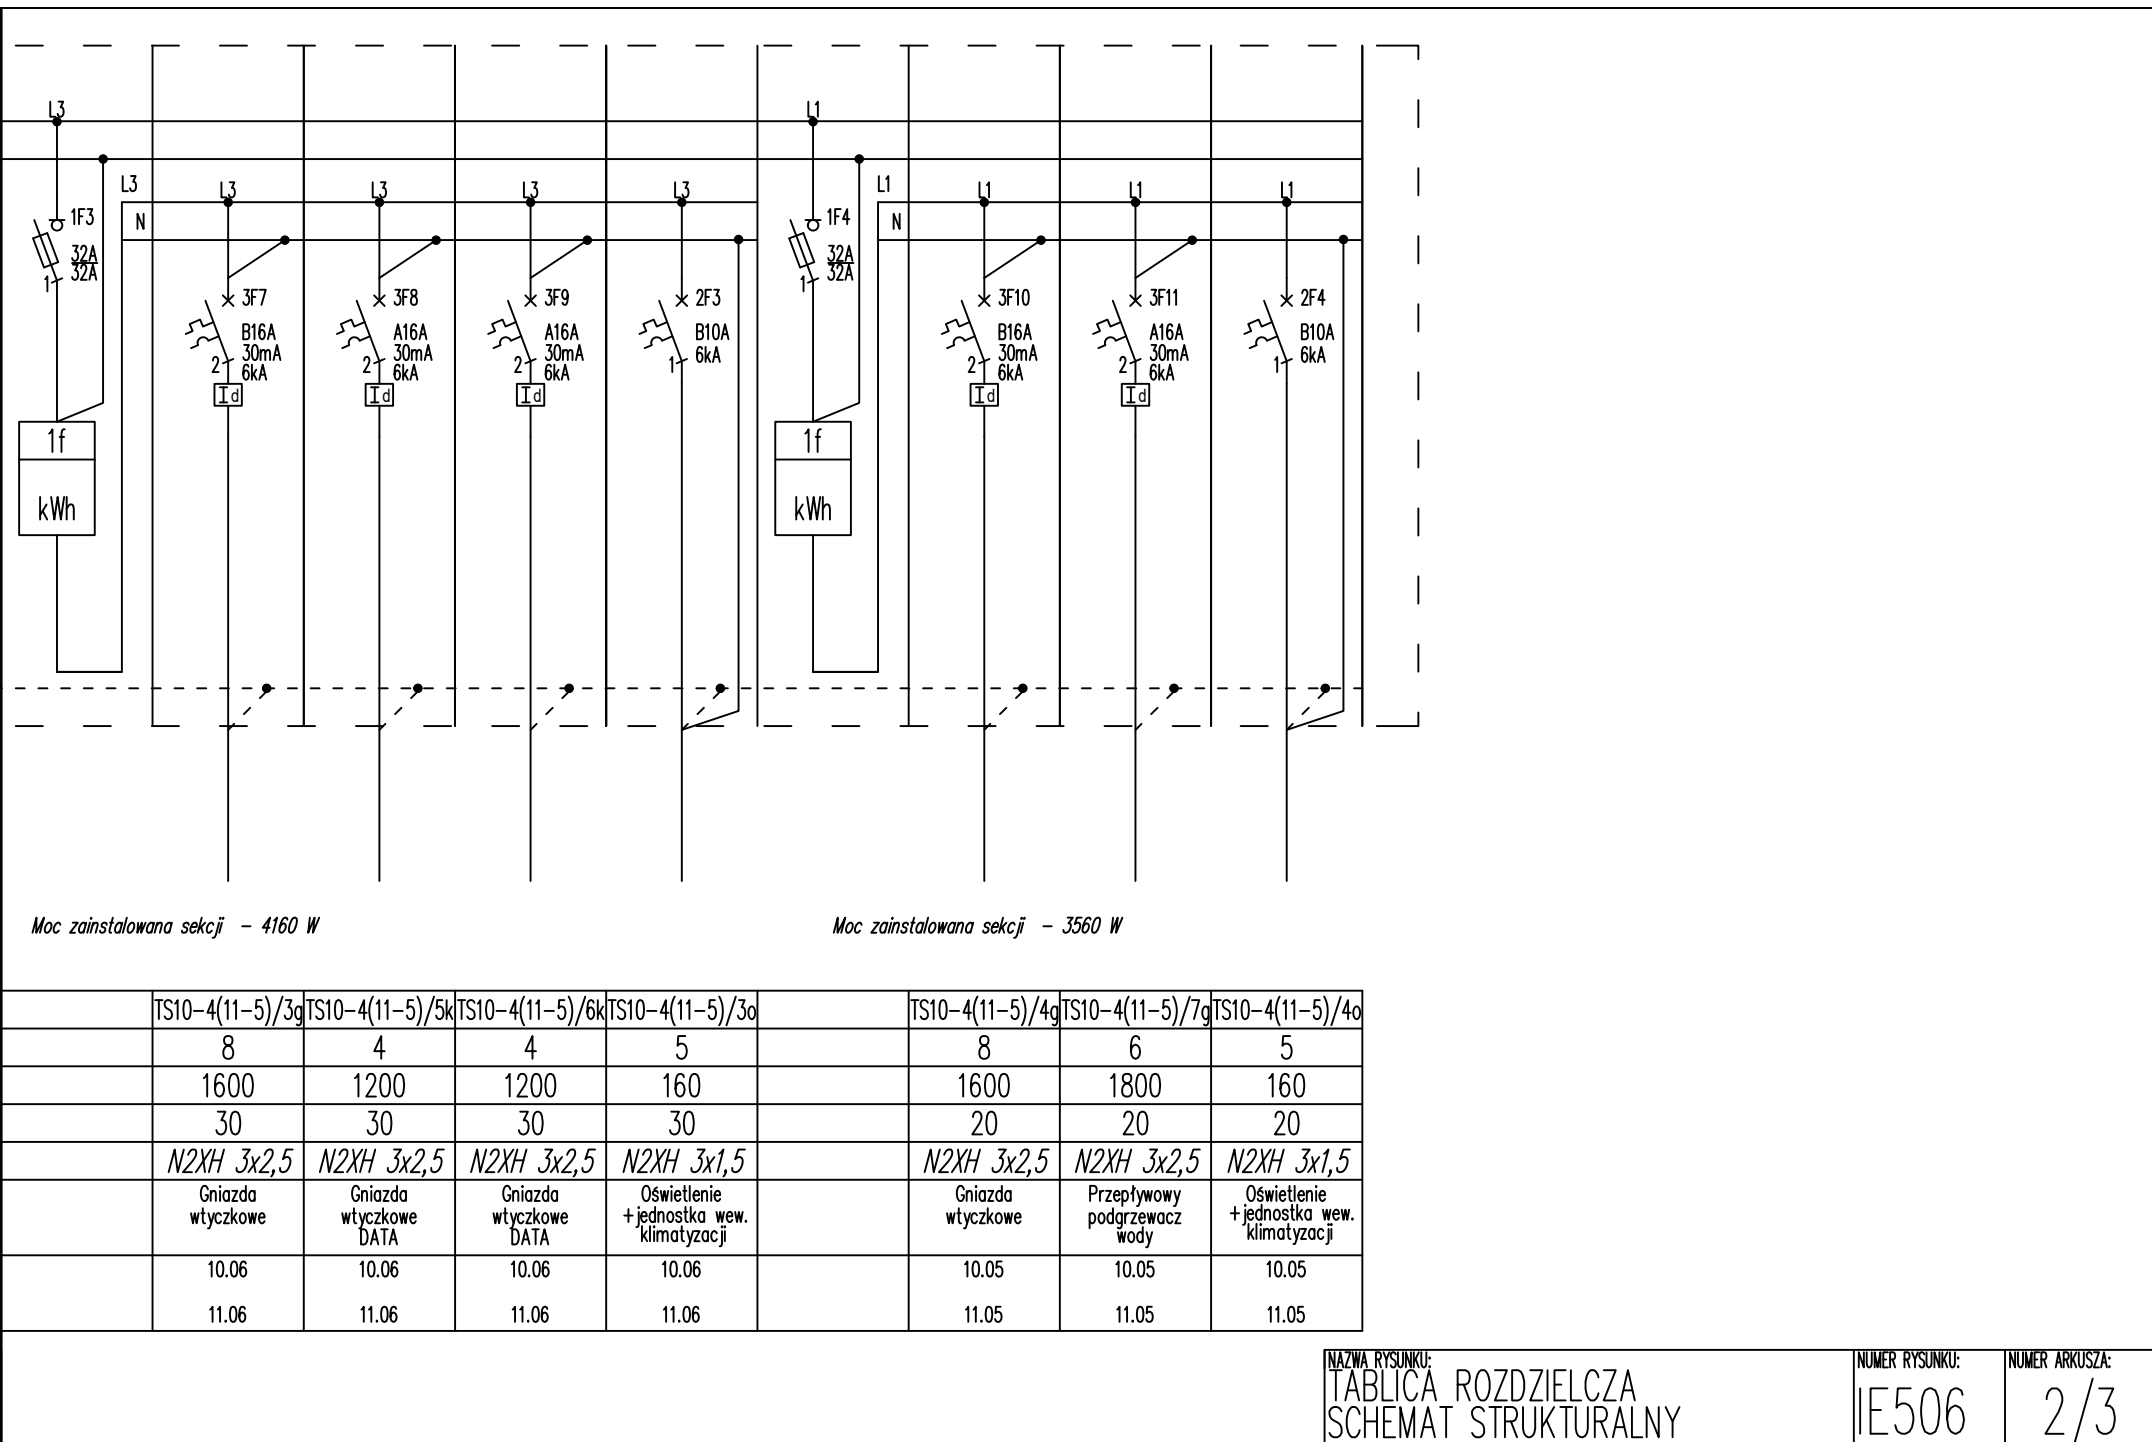 L3
L1
L3
L3
L3
L3
L3
L1
L1
L1
L1
1F3
N
1F4
N
32A
32A
1
32A
32A
1
3F7
3F8
3F9
2F3
3F10
3F11
2F4
B16A
30mA
6kA
2
A16A
30mA
6kA
2
A16A
30mA
6kA
2
B10A
6kA
1
B16A
30mA
6kA
2
A16A
30mA
6kA
2
B10A
6kA
1
Id
Id
Id
Id
Id
1f
kWh
1f
kWh
Moc zainstalowana sekcji – 4160 W
Moc zainstalowana sekcji – 3560 W
TS10-4(11-5)/3g TS10-4(11-5)/5k TS10-4(11-5)/6k TS10-4(11-5)/3o TS10-4(11-5)/4g TS10-4(11-5)/7g TS10-4(11-5)/4o
8 4 4 5 8 6 5
1600 1200 1200 160 1600 1800 160
30 30 30 30 20 20 20
N2XH 3x2,5 N2XH 3x2,5 N2XH 3x2,5 N2XH 3x1,5 N2XH 3x2,5 N2XH 3x2,5 N2XH 3x1,5
Gniazda
wtyczkowe
Gniazda
wtyczkowe
DATA
Gniazda
wtyczkowe
DATA
Oświetlenie
+jednostka wew.
klimatyzacji
Gniazda
wtyczkowe
Przepływowy
podgrzewacz
wody
Oświetlenie
+jednostka wew.
klimatyzacji
10.06 10.06 10.06 10.06 10.05 10.05 10.05
11.06 11.06 11.06 11.06 11.05 11.05 11.05
NAZWA RYSUNKU:
TABLICA ROZDZIELCZA
SCHEMAT STRUKTURALNY
NUMER RYSUNKU:
IE506
NUMER ARKUSZA:
2/3